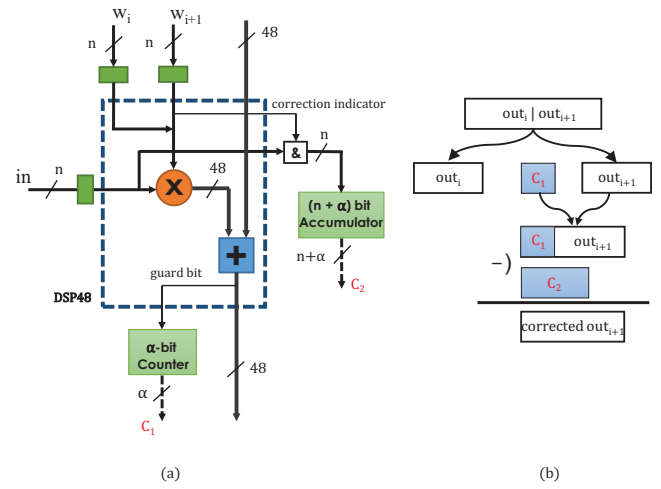 w_i w_{i+1}
n n 48
correction indicator
& n
in n
48
X
(n + α) bit
Accumulator
+
n+α
C_2
guard bit
DSP48
α-bit
Counter
α 48
C_1
(a)
out_i | out_{i+1}
out_i C_1 out_{i+1}
C_1 out_{i+1}
−)
C_2
corrected out_{i+1}
(b)